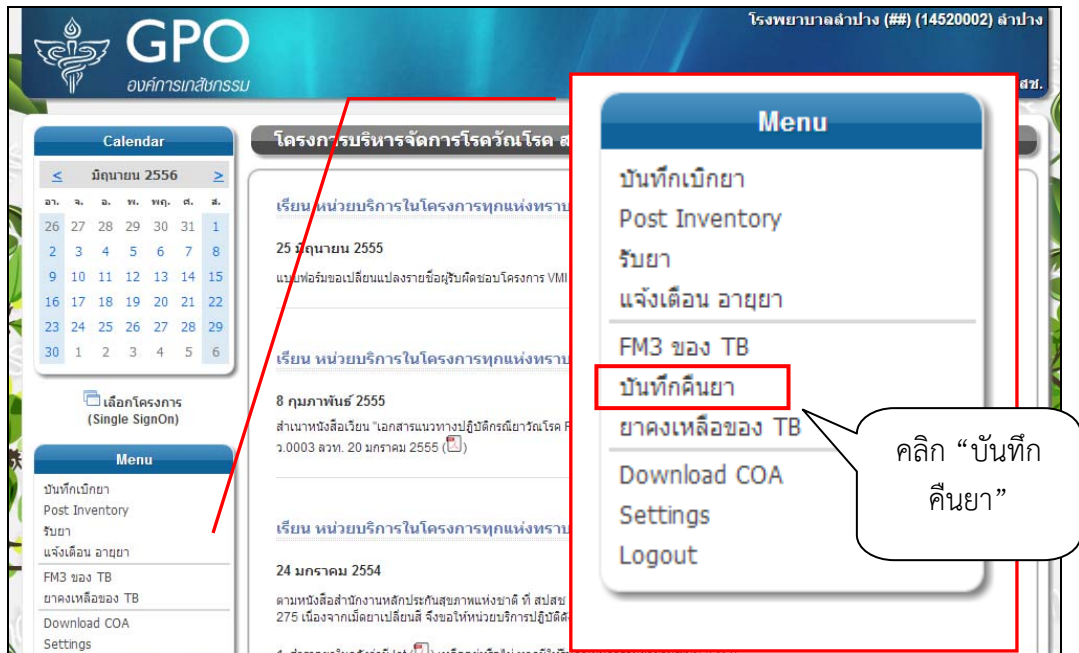 โรงพยาบาลลำปาง (##) (14520002) ลำปาง
GPO
องค์การเภสัชกรรม
สช.
Calendar
< มิถุนายน 2556 >
อา. จ. อ. พ. พฤ. ศ. ส.
26 27 28 29 30 31 1
2 3 4 5 6 7 8
9 10 11 12 13 14 15
16 17 18 19 20 21 22
23 24 25 26 27 28 29
30 1 2 3 4 5 6
เลือกโครงการ
(Single SignOn)
Menu
บันทึกเบิกยา
Post Inventory
รับยา
แจ้งเตือน อายุยา
FM3 ของ TB
ยาคงเหลือของ TB
Download COA
Settings
โครงการบริหารจัดการโรควัณโรค ส
เรียน หน่วยบริการในโครงการทุกแห่งทราบ
25 มิถุนายน 2555
แบบฟอร์มขอเปลี่ยนแปลงรายชื่อผู้รับผิดชอบโครงการ VMI
เรียน หน่วยบริการในโครงการทุกแห่งทราบ
8 กุมภาพันธ์ 2555
สำเนาหนังสือเวียน "เอกสารแนวทางปฏิบัติกรณียาวัณโรค F
ว.0003 ลวท. 20 มกราคม 2555 ()
เรียน หน่วยบริการในโครงการทุกแห่งทราบ
24 มกราคม 2554
ตามหนังสือสำนักงานหลักประกันสุขภาพแห่งชาติ ที่ สปสช
275 เนื่องจากเม็ดยาเปลี่ยนสี จึงขอให้หน่วยบริการปฏิบัติดัง
Menu
บันทึกเบิกยา
Post Inventory
รับยา
แจ้งเตือน อายุยา
FM3 ของ TB
บันทึกคืนยา
ยาคงเหลือของ TB
Download COA
Settings
Logout
คลิก “บันทึก
คืนยา”